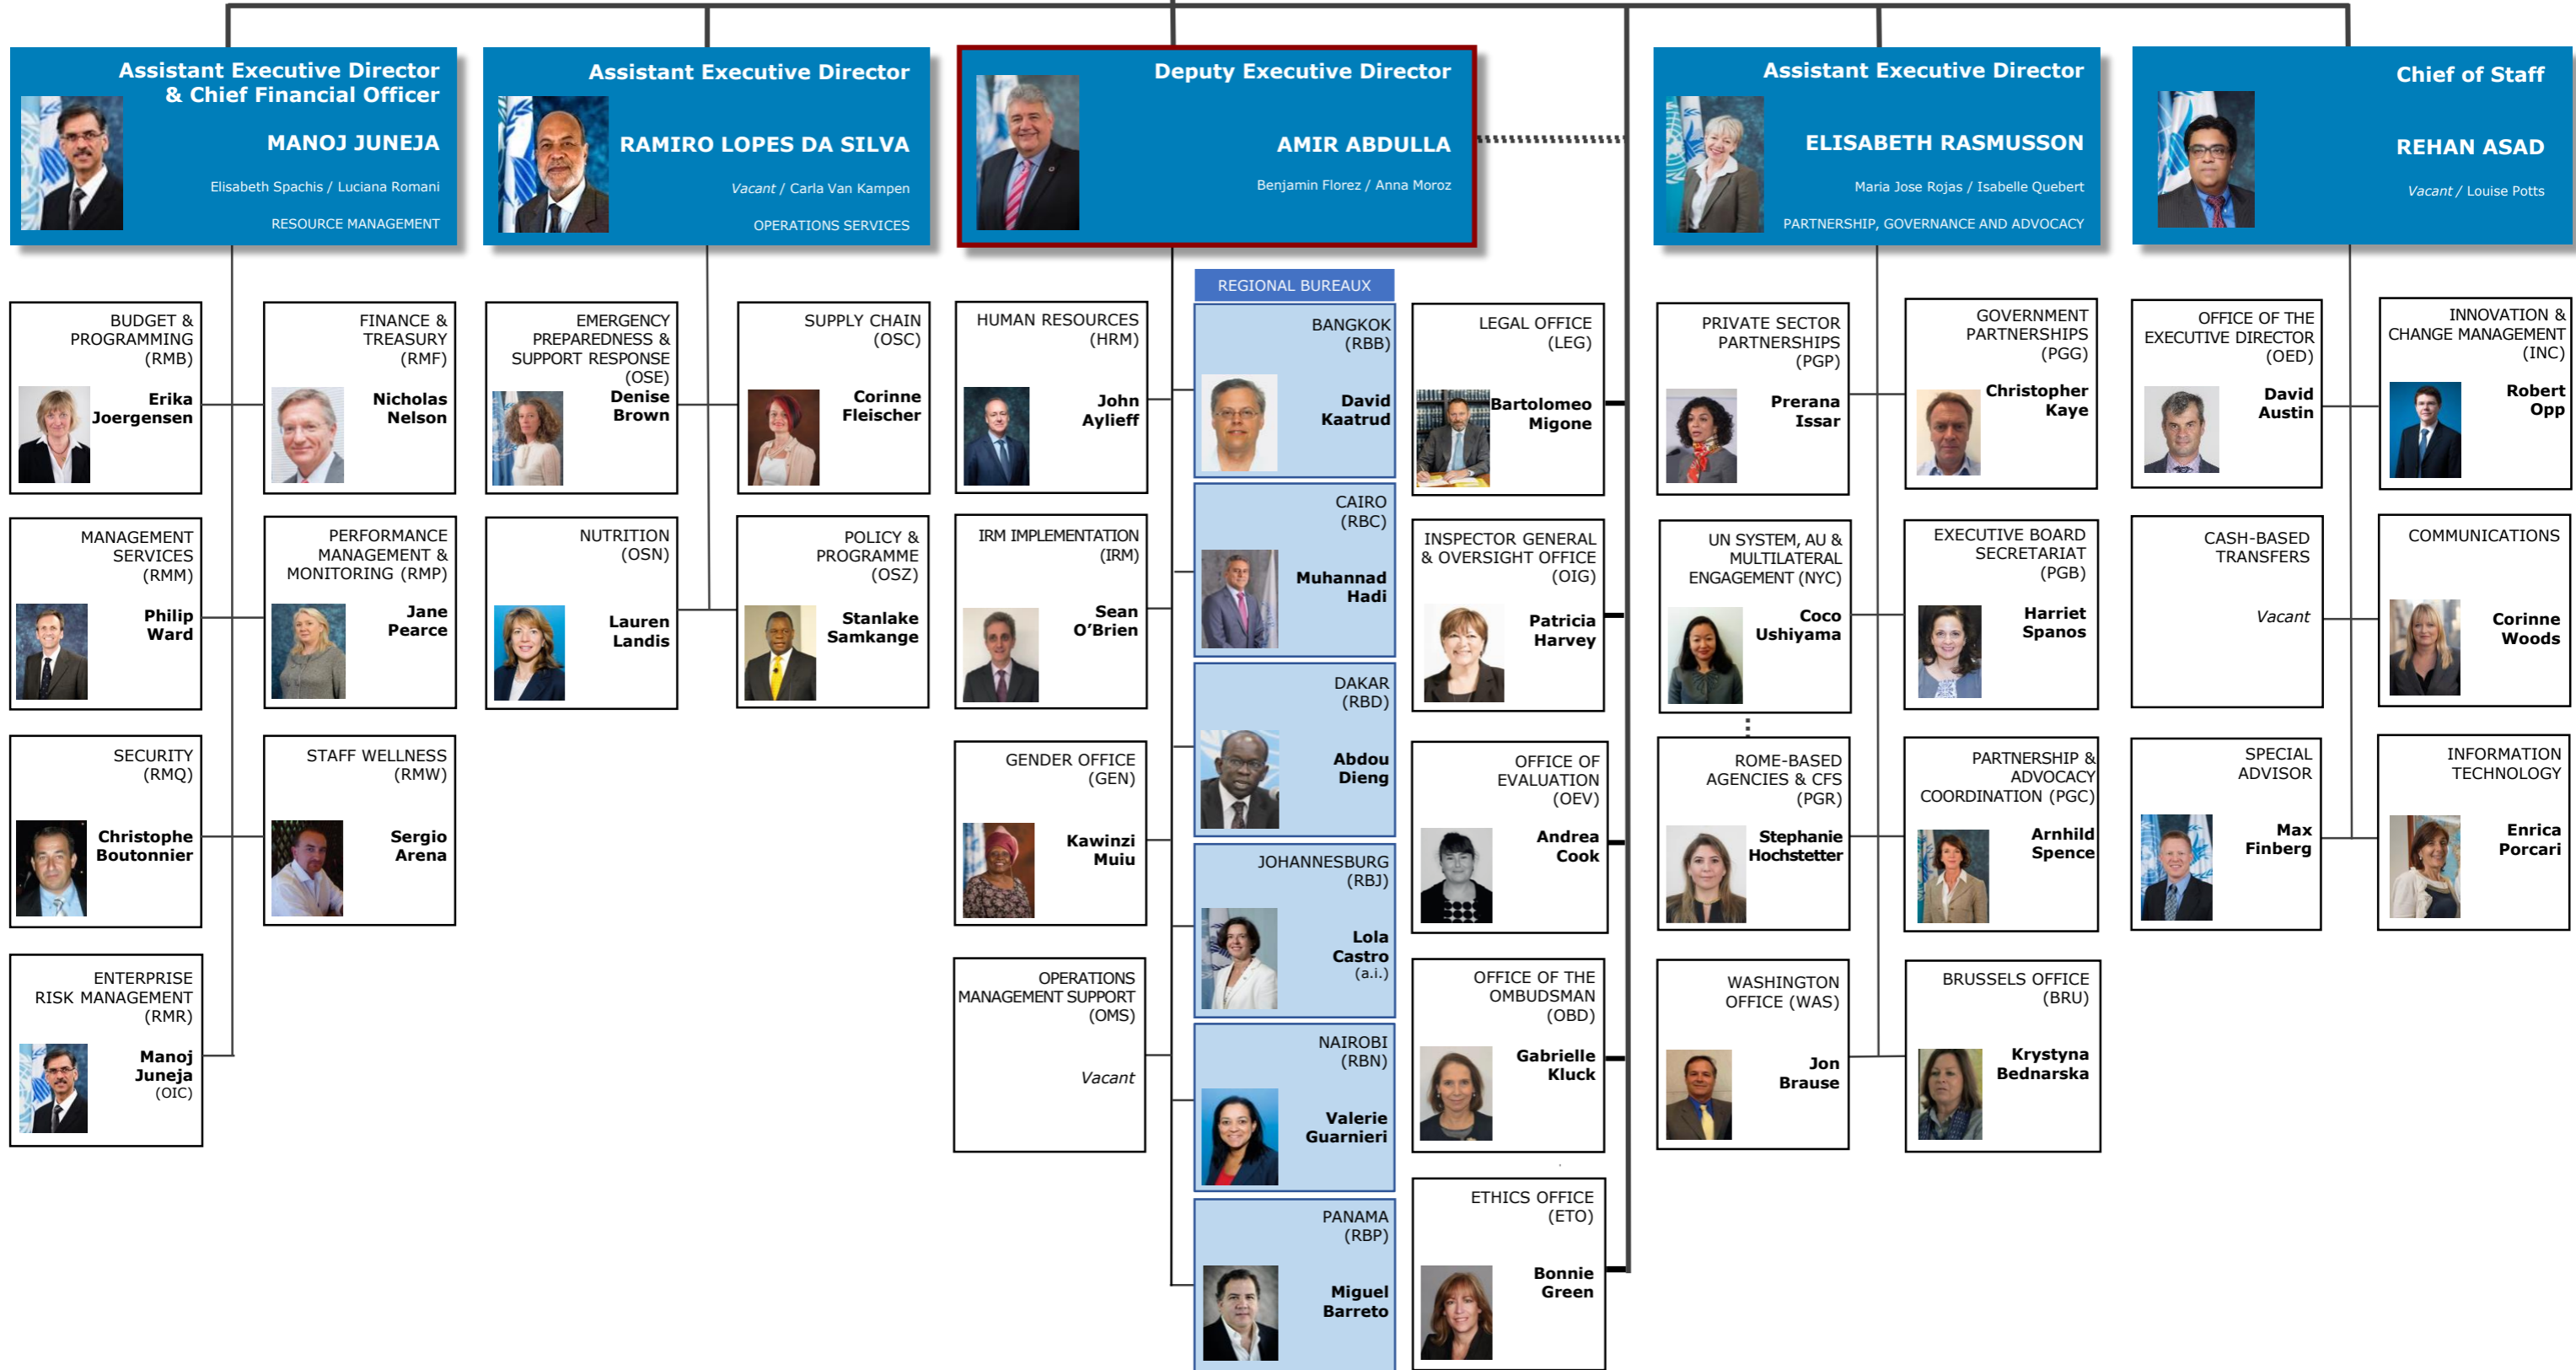 Assistant Executive Director
& Chief Financial Officer
MANOJ JUNEJA
Elisabeth Spachis / Luciana Romani
RESOURCE MANAGEMENT
Assistant Executive Director
RAMIRO LOPES DA SILVA
Vacant / Carla Van Kampen
OPERATIONS SERVICES
Deputy Executive Director
AMIR ABDULLA
Benjamin Florez / Anna Moroz
Assistant Executive Director
ELISABETH RASMUSSON
Maria Jose Rojas / Isabelle Quebert
PARTNERSHIP, GOVERNANCE AND ADVOCACY
Chief of Staff
REHAN ASAD
Vacant / Louise Potts
BUDGET &
PROGRAMMING
(RMB)
Erika
Joergensen
FINANCE &
TREASURY
(RMF)
Nicholas
Nelson
MANAGEMENT
SERVICES
(RMM)
Philip
Ward
PERFORMANCE
MANAGEMENT &
MONITORING (RMP)
Jane
Pearce
SECURITY
(RMQ)
Christophe
Boutonnier
STAFF WELLNESS
(RMW)
Sergio
Arena
ENTERPRISE
RISK MANAGEMENT
(RMR)
Manoj
Juneja
(OIC)
EMERGENCY
PREPAREDNESS &
SUPPORT RESPONSE
(OSE)
Denise
Brown
SUPPLY CHAIN
(OSC)
Corinne
Fleischer
NUTRITION
(OSN)
Lauren
Landis
POLICY &
PROGRAMME
(OSZ)
Stanlake
Samkange
HUMAN RESOURCES
(HRM)
John
Aylieff
IRM IMPLEMENTATION
(IRM)
Sean
O’Brien
GENDER OFFICE
(GEN)
Kawinzi
Muiu
OPERATIONS
MANAGEMENT SUPPORT
(OMS)
Vacant
REGIONAL BUREAUX
BANGKOK
(RBB)
David
Kaatrud
CAIRO
(RBC)
Muhannad
Hadi
DAKAR
(RBD)
Abdou
Dieng
JOHANNESBURG
(RBJ)
Lola
Castro
(a.i.)
NAIROBI
(RBN)
Valerie
Guarnieri
PANAMA
(RBP)
Miguel
Barreto
LEGAL OFFICE
(LEG)
Bartolomeo
Migone
INSPECTOR GENERAL
& OVERSIGHT OFFICE
(OIG)
Patricia
Harvey
OFFICE OF
EVALUATION
(OEV)
Andrea
Cook
OFFICE OF THE
OMBUDSMAN
(OBD)
Gabrielle
Kluck
ETHICS OFFICE
(ETO)
Bonnie
Green
PRIVATE SECTOR
PARTNERSHIPS
(PGP)
Prerana
Issar
GOVERNMENT
PARTNERSHIPS
(PGG)
Christopher
Kaye
UN SYSTEM, AU &
MULTILATERAL
ENGAGEMENT (NYC)
Coco
Ushiyama
EXECUTIVE BOARD
SECRETARIAT
(PGB)
Harriet
Spanos
ROME-BASED
AGENCIES & CFS
(PGR)
Stephanie
Hochstetter
PARTNERSHIP &
ADVOCACY
COORDINATION (PGC)
Arnhild
Spence
WASHINGTON
OFFICE (WAS)
Jon
Brause
BRUSSELS OFFICE
(BRU)
Krystyna
Bednarska
OFFICE OF THE
EXECUTIVE DIRECTOR
(OED)
David
Austin
INNOVATION &
CHANGE MANAGEMENT
(INC)
Robert
Opp
CASH-BASED
TRANSFERS
Vacant
COMMUNICATIONS
Corinne
Woods
SPECIAL
ADVISOR
Max
Finberg
INFORMATION
TECHNOLOGY
Enrica
Porcari